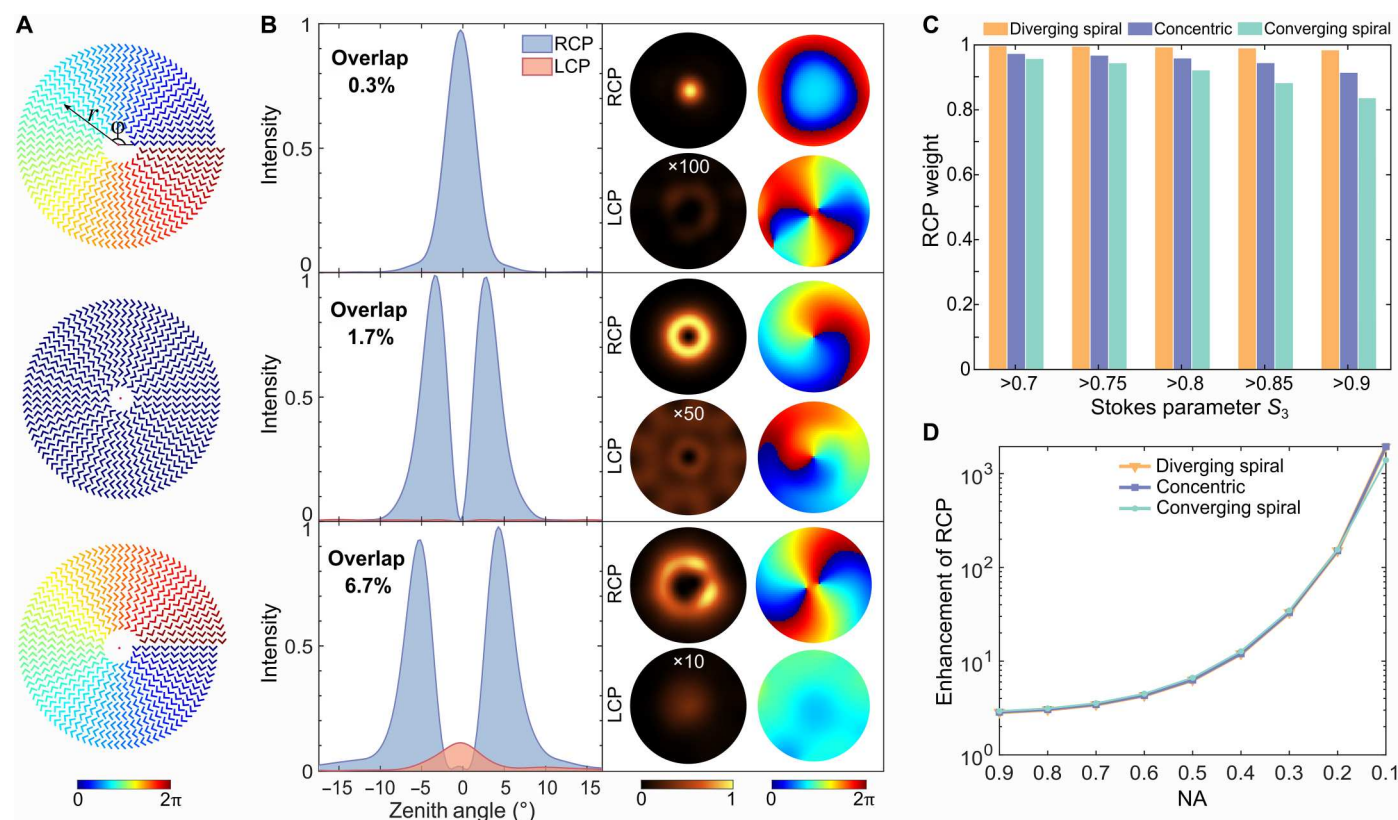 A
r
φ
0
2π
B
RCP
LCP
Overlap
0.3%
Intensity
1
0.5
0
RCP
LCP
×100
Overlap
1.7%
Intensity
1
0.5
0
RCP
LCP
×50
Overlap
6.7%
Intensity
1
0.5
0
−15 −10 −5 0 5 10 15
Zenith angle (°)
RCP
LCP
×10
0 1
0 2π
C
Diverging spiral Concentric Converging spiral
RCP weight
1
0.8
0.6
0.4
0.2
0
>0.7 >0.75 >0.8 >0.85 >0.9
Stokes parameter S₃
D
Diverging spiral
Concentric
Converging spiral
Enhancement of RCP
10³
10²
10¹
10⁰
0.9 0.8 0.7 0.6 0.5 0.4 0.3 0.2 0.1
NA